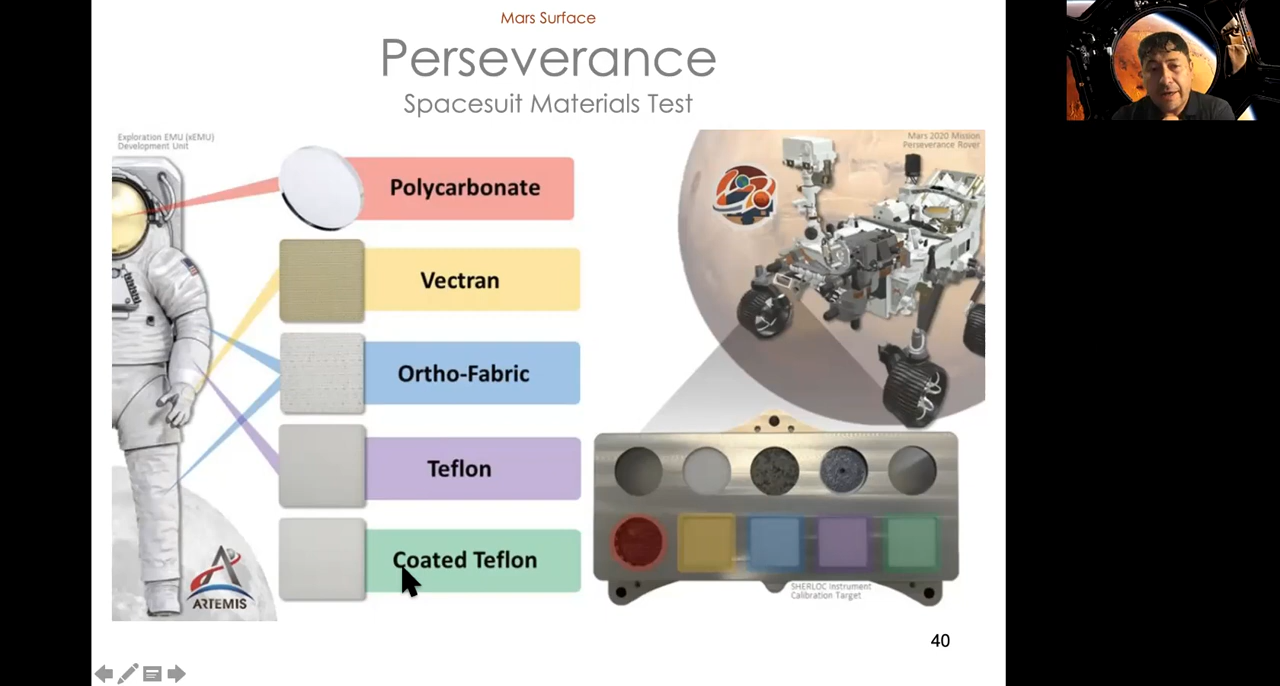 Mars Surface
Perseverance
Spacesuit Materials Test
Exploration EMU (xEMU)
Development Unit
Mars 2020 Mission
Perseverance Rover
Polycarbonate
Vectran
Ortho-Fabric
Teflon
Coated Teflon
ARTEMIS
SHERLOC Instrument
Calibration Target
40